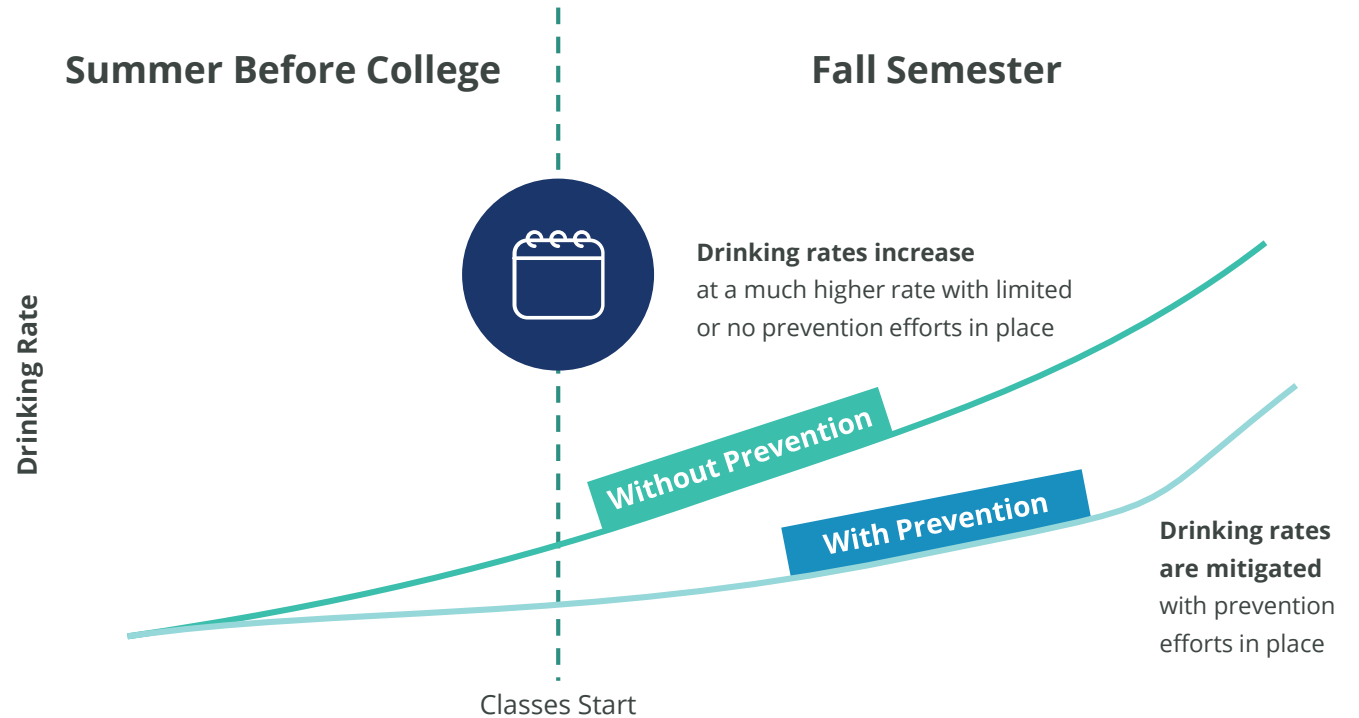 Summer Before College
Fall Semester
Drinking Rate
Drinking rates increase
at a much higher rate with limited
or no prevention efforts in place
Without Prevention
With Prevention
Drinking rates
are mitigated
with prevention
efforts in place
Classes Start